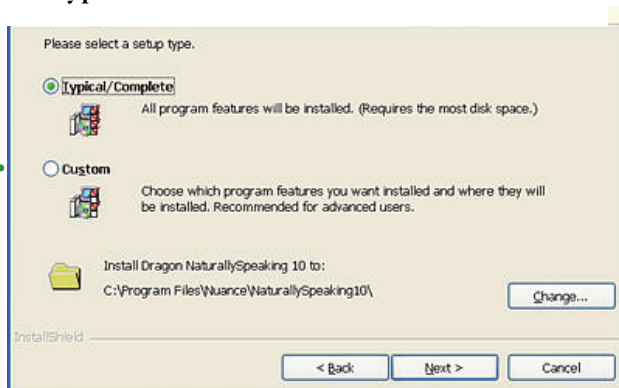 Please select a setup type.
Typical/Complete
All program features will be installed. (Requires the most disk space.)
Custom
Choose which program features you want installed and where they will
be installed. Recommended for advanced users.
Install Dragon NaturallySpeaking 10 to:
C:\Program Files\Nuance\NaturallySpeaking10\
Change...
InstallShield
< Back Next > Cancel